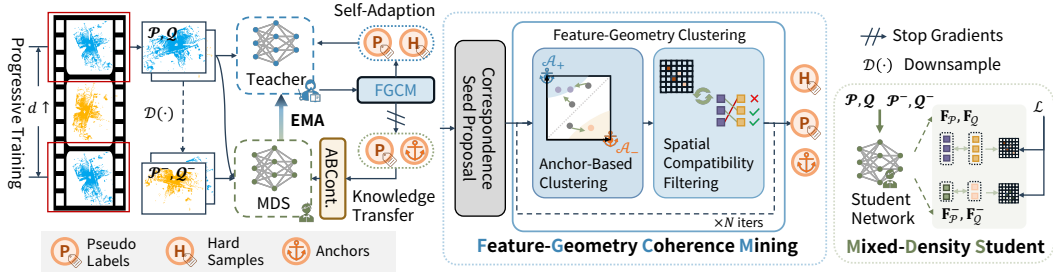 Progressive Training
d ↑
𝒫, 𝒬
𝒟(·)
𝒫⁻, 𝒬⁻
Teacher
EMA
MDS
Self-Adaption
P
H
FGCM
P
ABCont.
Knowledge
Transfer
P
Pseudo
Labels
H
Hard
Samples
Anchors
Correspondence
Seed Proposal
Feature-Geometry Clustering
𝒜₊
𝒜₋
Anchor-Based
Clustering
Spatial
Compatibility
Filtering
×N iters
H
P
Feature-Geometry Coherence Mining
Stop Gradients
𝒟(·) Downsample
𝒫, 𝒬 𝒫⁻, 𝒬⁻
F𝒫, F𝒬
ℒ
Student
Network
F𝒫⁻, F𝒬⁻
Mixed-Density Student